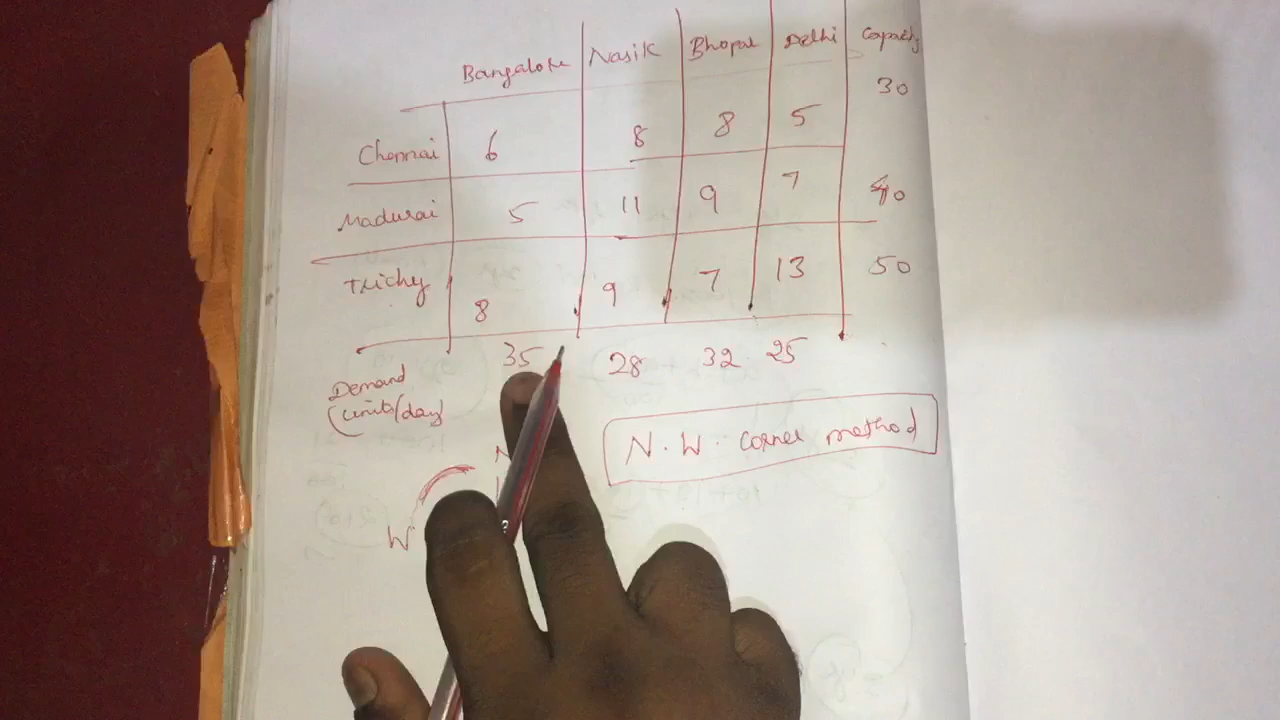 Bangalore Nasik Bhopal Delhi Capacity
Chennai 6 8 8 5 30
Madurai 5 11 9 7 40
Trichy 8 9 7 13 50
Demand (units/day) 35 28 32 25
N.W. corner method
N
W